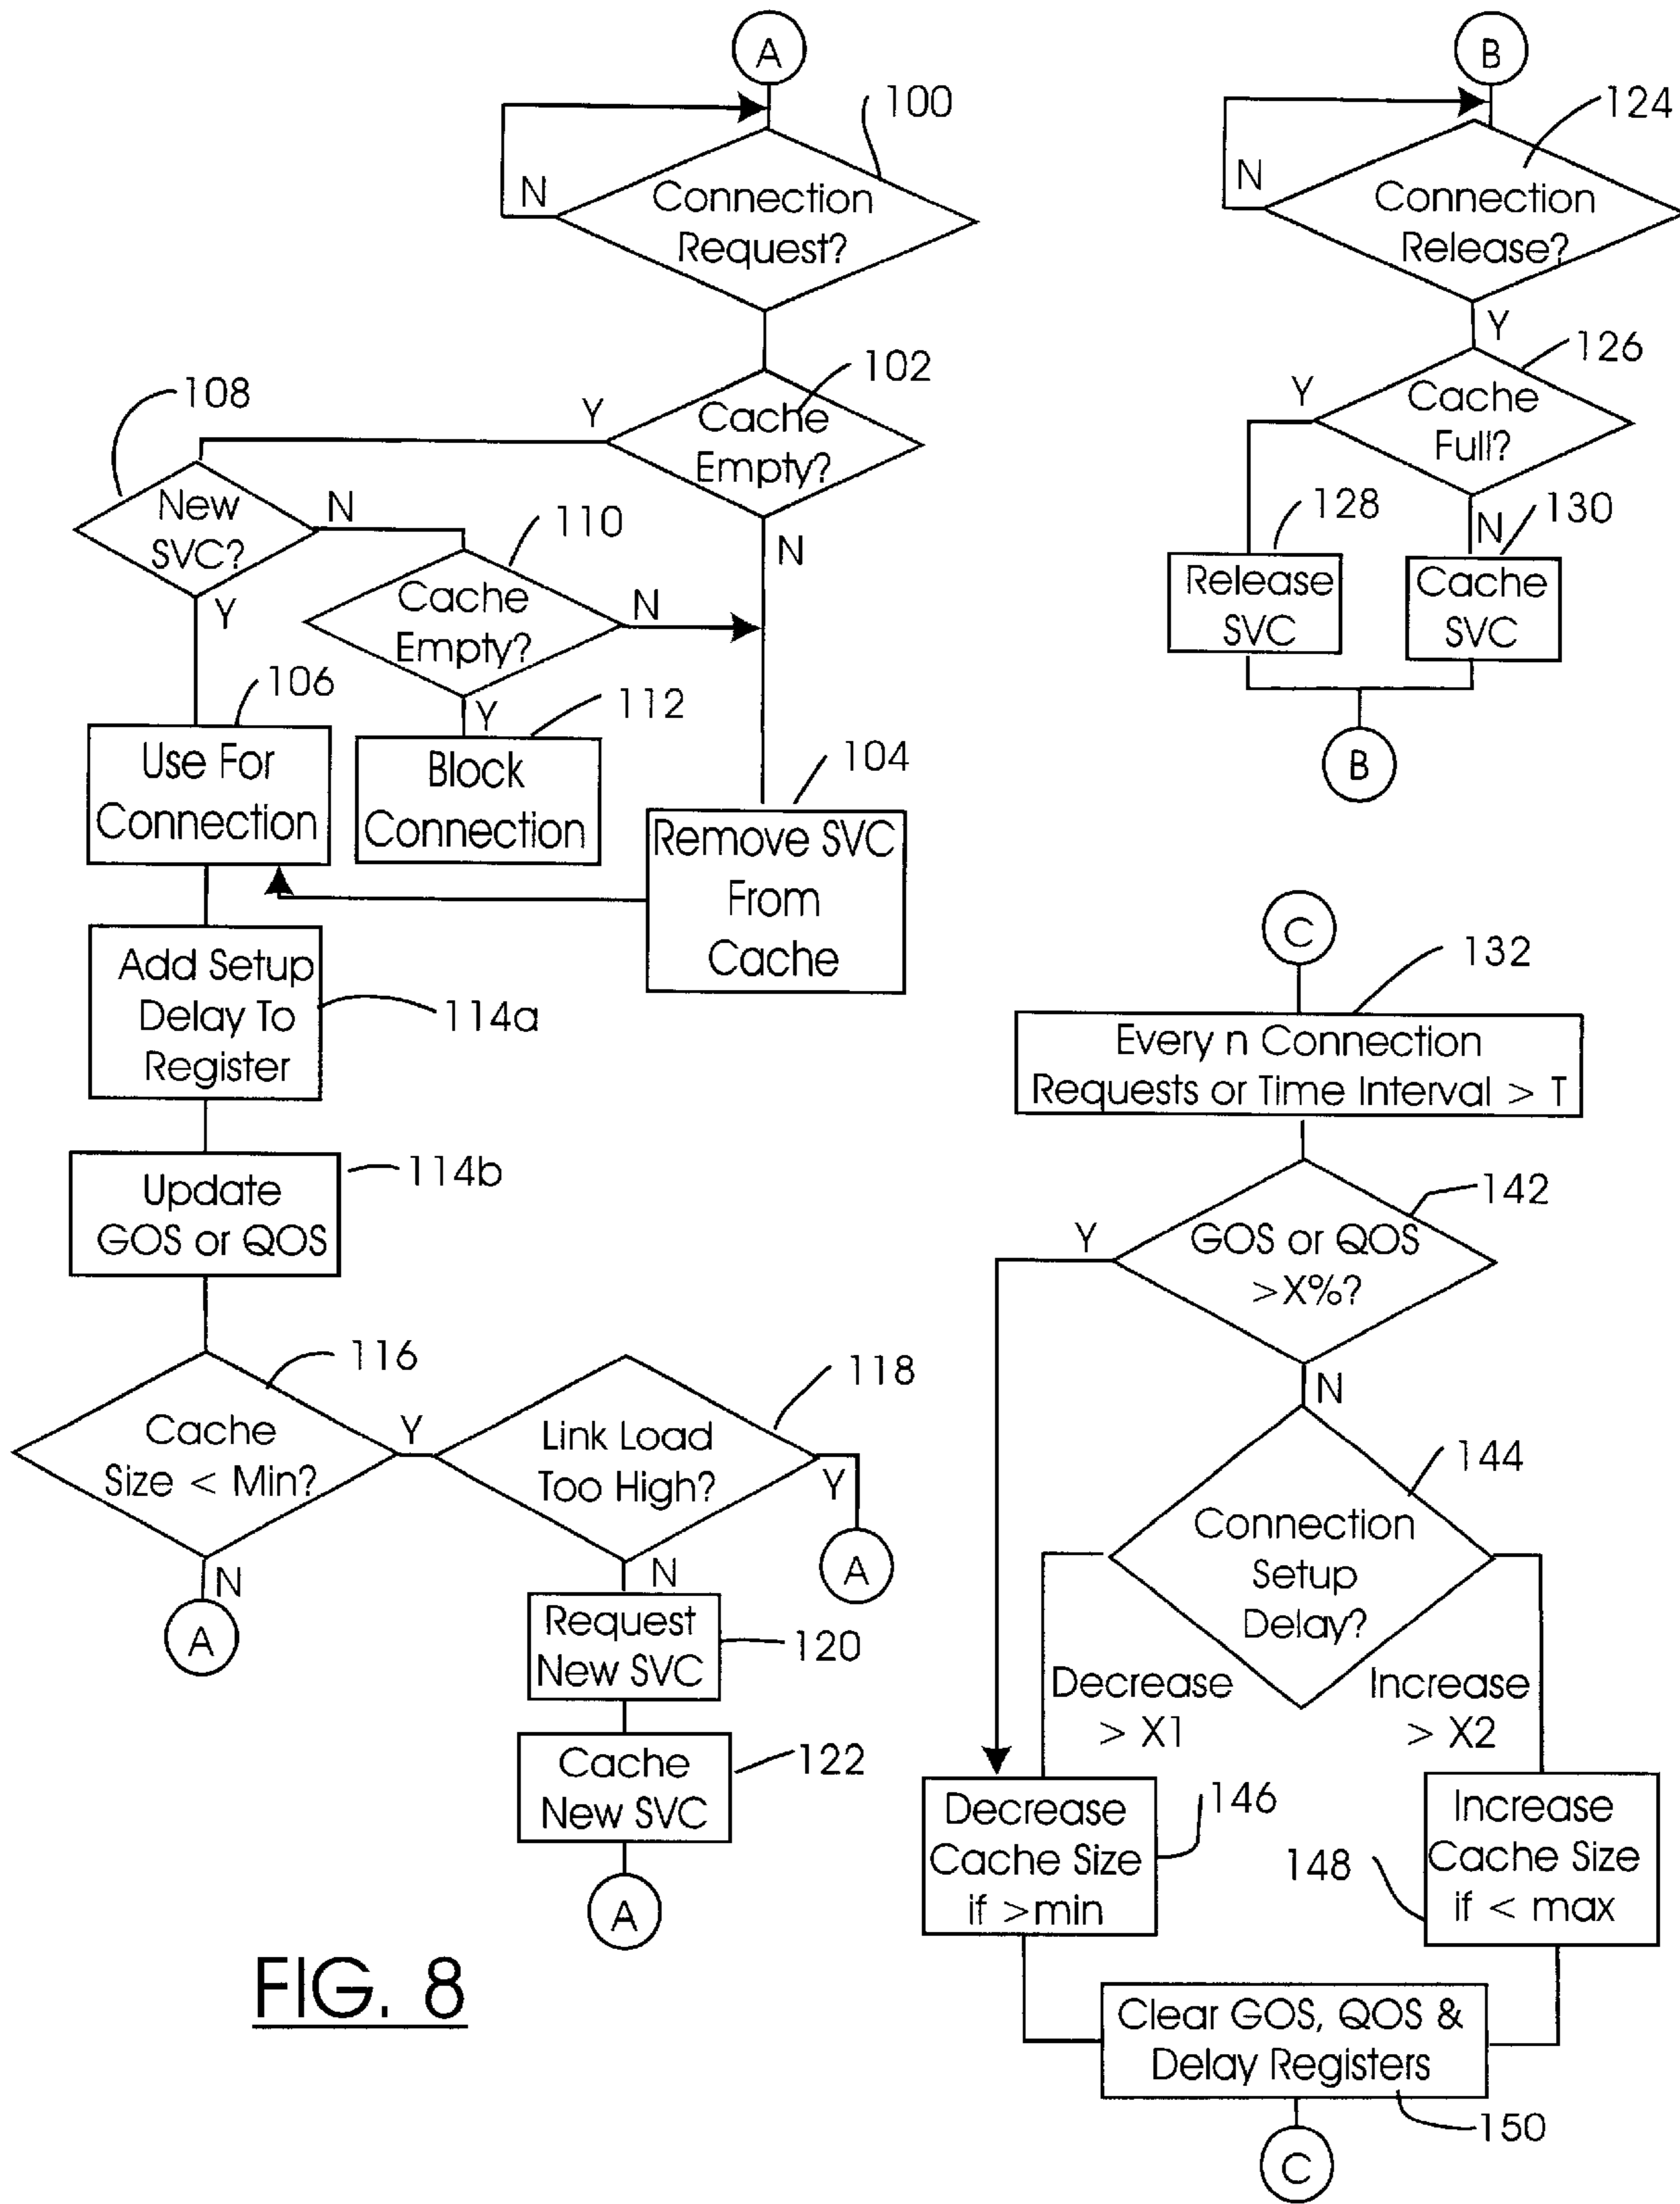 A
100
N
Connection
Request?
102
Y
Cache
Empty?
N
108
New
SVC?
N
Y
110
Cache
Empty?
N
Y
106
Use For
Connection
112
Block
Connection
104
Remove SVC
From
Cache
Add Setup
Delay To
Register
114a
Update
GOS or QOS
114b
116
Cache
Size < Min?
Y
N
A
118
Link Load
Too High?
Y
A
N
Request
New SVC
120
Cache
New SVC
122
A
FIG. 8
B
124
N
Connection
Release?
Y
126
Y
Cache
Full?
N
128
Release
SVC
130
Cache
SVC
B
C
132
Every n Connection
Requests or Time Interval > T
142
Y
GOS or QOS
>X%?
N
144
Connection
Setup
Delay?
Decrease
> X1
Increase
> X2
Decrease
Cache Size
if >min
146
148
Increase
Cache Size
if < max
Clear GOS, QOS &
Delay Registers
150
C